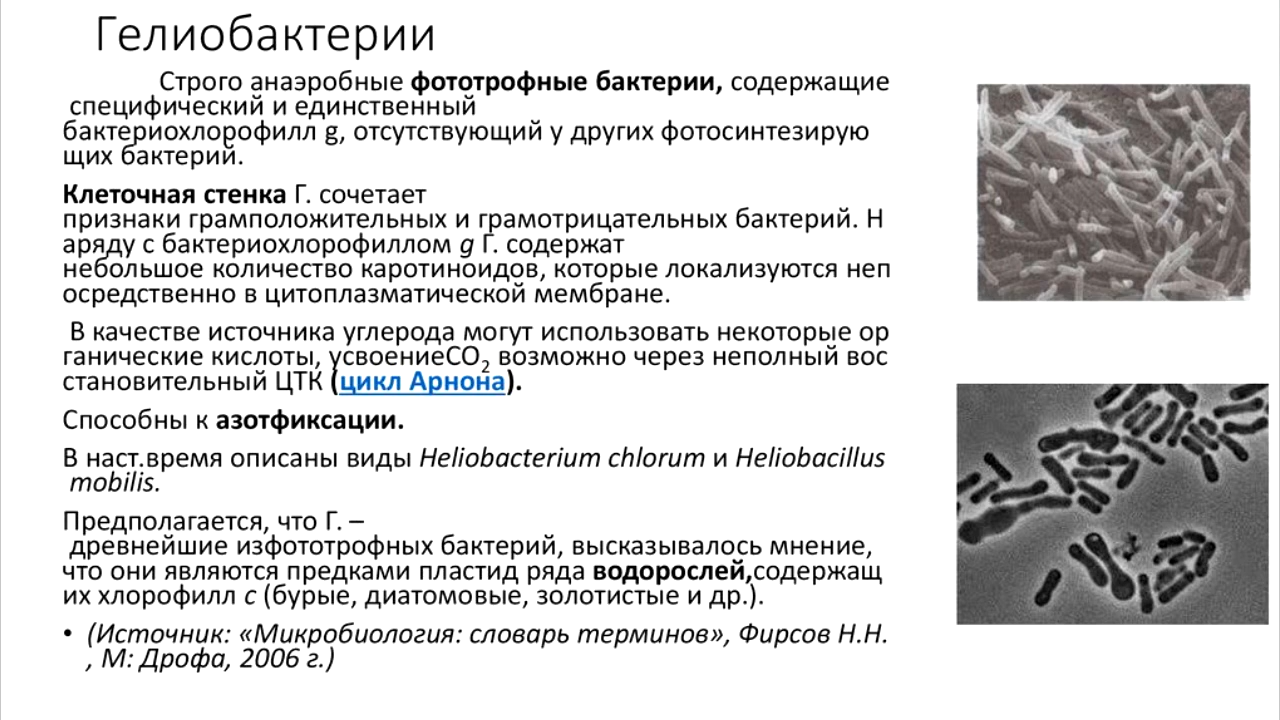 Гелиобактерии
Строго анаэробные фототрофные бактерии, содержащие
специфический и единственный
бактериохлорофилл g, отсутствующий у других фотосинтезирую
щих бактерий.
Клеточная стенка Г. сочетает
признаки грамположительных и грамотрицательных бактерий. Н
аряду с бактериохлорофиллом g Г. содержат
небольшое количество каротиноидов, которые локализуются неп
осредственно в цитоплазматической мембране.
В качестве источника углерода могут использовать некоторые ор
ганические кислоты, усвоениеСО2 возможно через неполный вос
становительный ЦТК (цикл Арнона).
Способны к азотфиксации.
В наст.время описаны виды Heliobacterium chlorum и Heliobacillus
mobilis.
Предполагается, что Г. –
древнейшие изфототрофных бактерий, высказывалось мнение,
что они являются предками пластид ряда водорослей,содержащ
их хлорофилл с (бурые, диатомовые, золотистые и др.).
• (Источник: «Микробиология: словарь терминов», Фирсов Н.Н.
, М: Дрофа, 2006 г.)